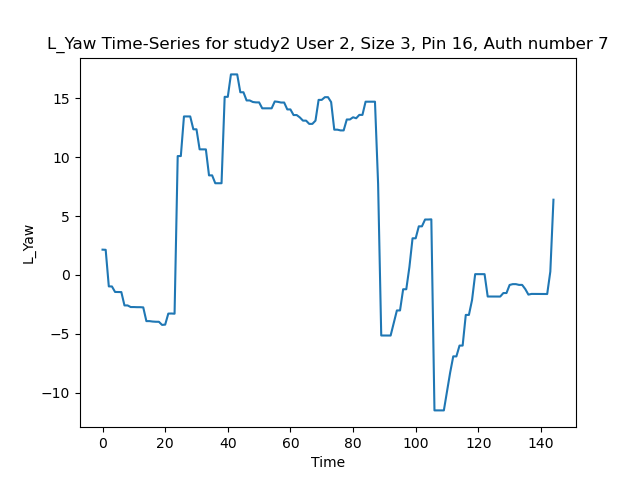 L_Yaw Time-Series for study2 User 2, Size 3, Pin 16, Auth number 7
15
10
5
0
−5
−10
L_Yaw
0 20 40 60 80 100 120 140
Time